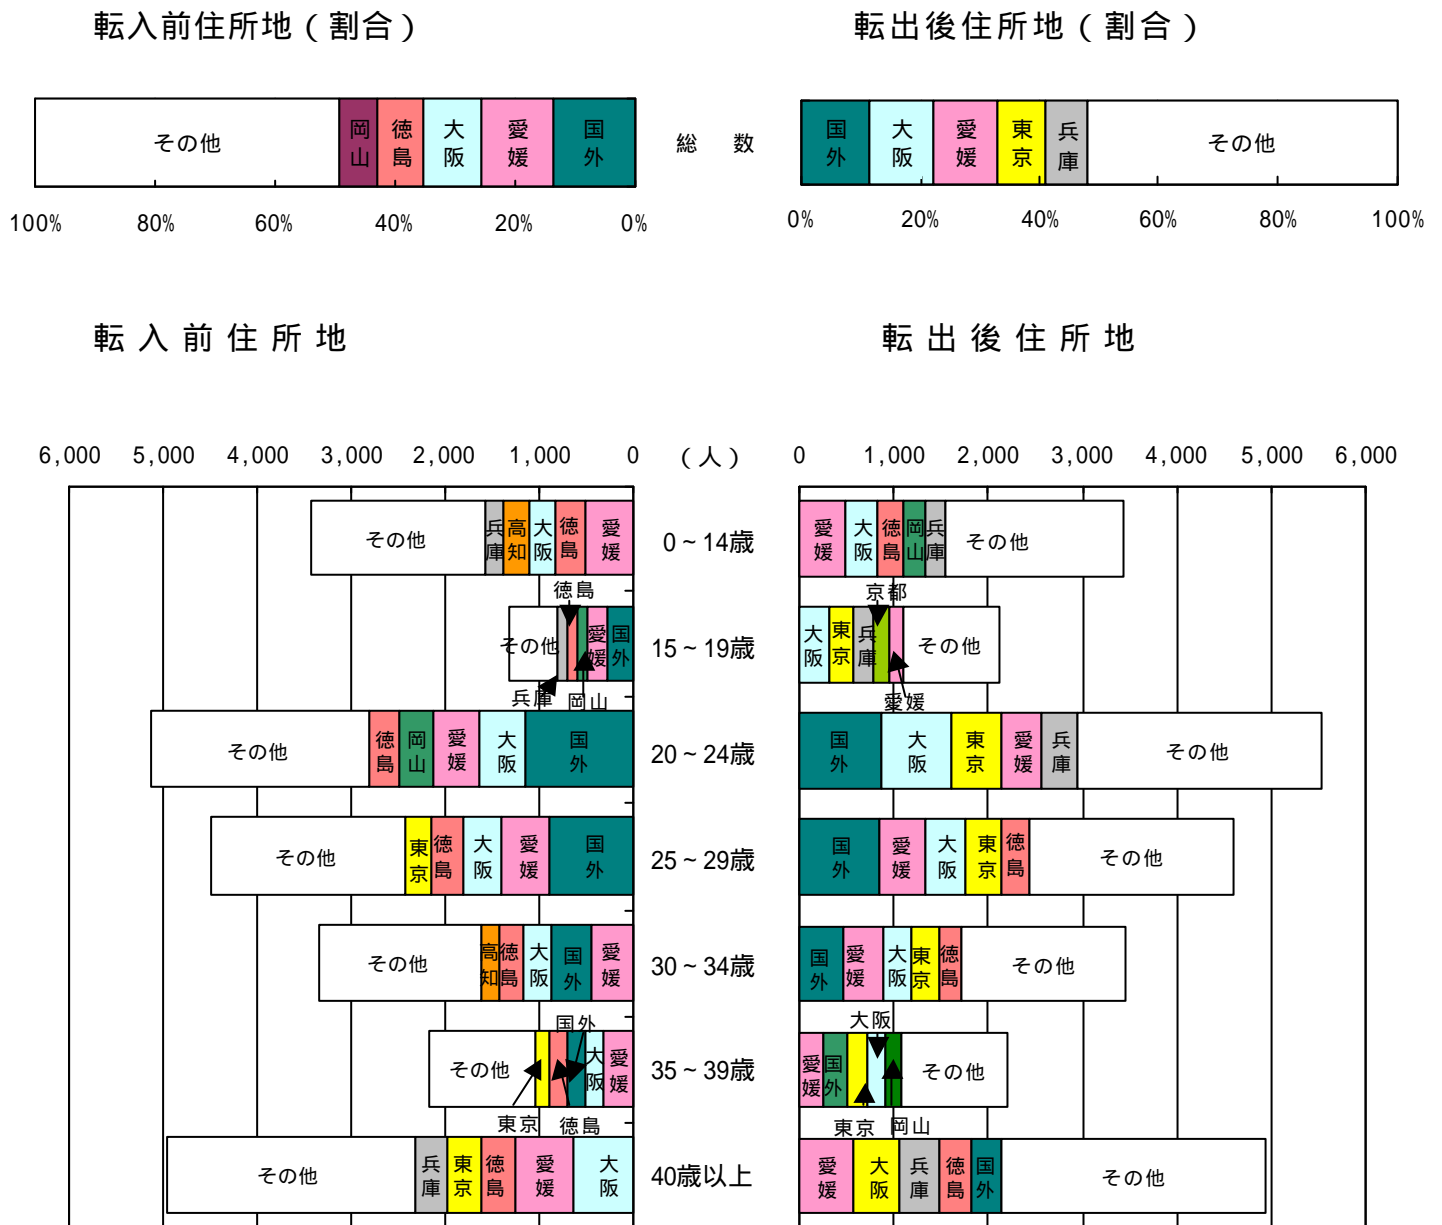 転入前住所地（割合）
転出後住所地（割合）
その他 岡山 徳島 大阪 愛媛 国外
総 数
国外 大阪 愛媛 東京 兵庫 その他
100% 80% 60% 40% 20% 0%
0% 20% 40% 60% 80% 100%
転入前住所地
転出後住所地
6,000 5,000 4,000 3,000 2,000 1,000 0 （人） 0 1,000 2,000 3,000 4,000 5,000 6,000
その他 兵庫 高知 大阪 徳島 愛媛 0～14歳 愛媛 大阪 徳島 岡山 兵庫 その他
徳島 京都
その他 愛媛 国外 15～19歳 大阪 東京 兵庫 その他
兵庫 岡山 愛媛
その他 徳島 岡山 愛媛 大阪 国外 20～24歳 国外 大阪 東京 愛媛 兵庫 その他
その他 東京 徳島 大阪 愛媛 国外 25～29歳 国外 愛媛 大阪 東京 徳島 その他
その他 高知 徳島 大阪 国外 愛媛 30～34歳 国外 愛媛 大阪 東京 徳島 その他
国外 大阪
その他 大阪 愛媛 35～39歳 愛媛 国外 その他
東京 徳島 東京 岡山
その他 兵庫 東京 徳島 愛媛 大阪 40歳以上 愛媛 大阪 兵庫 徳島 国外 その他